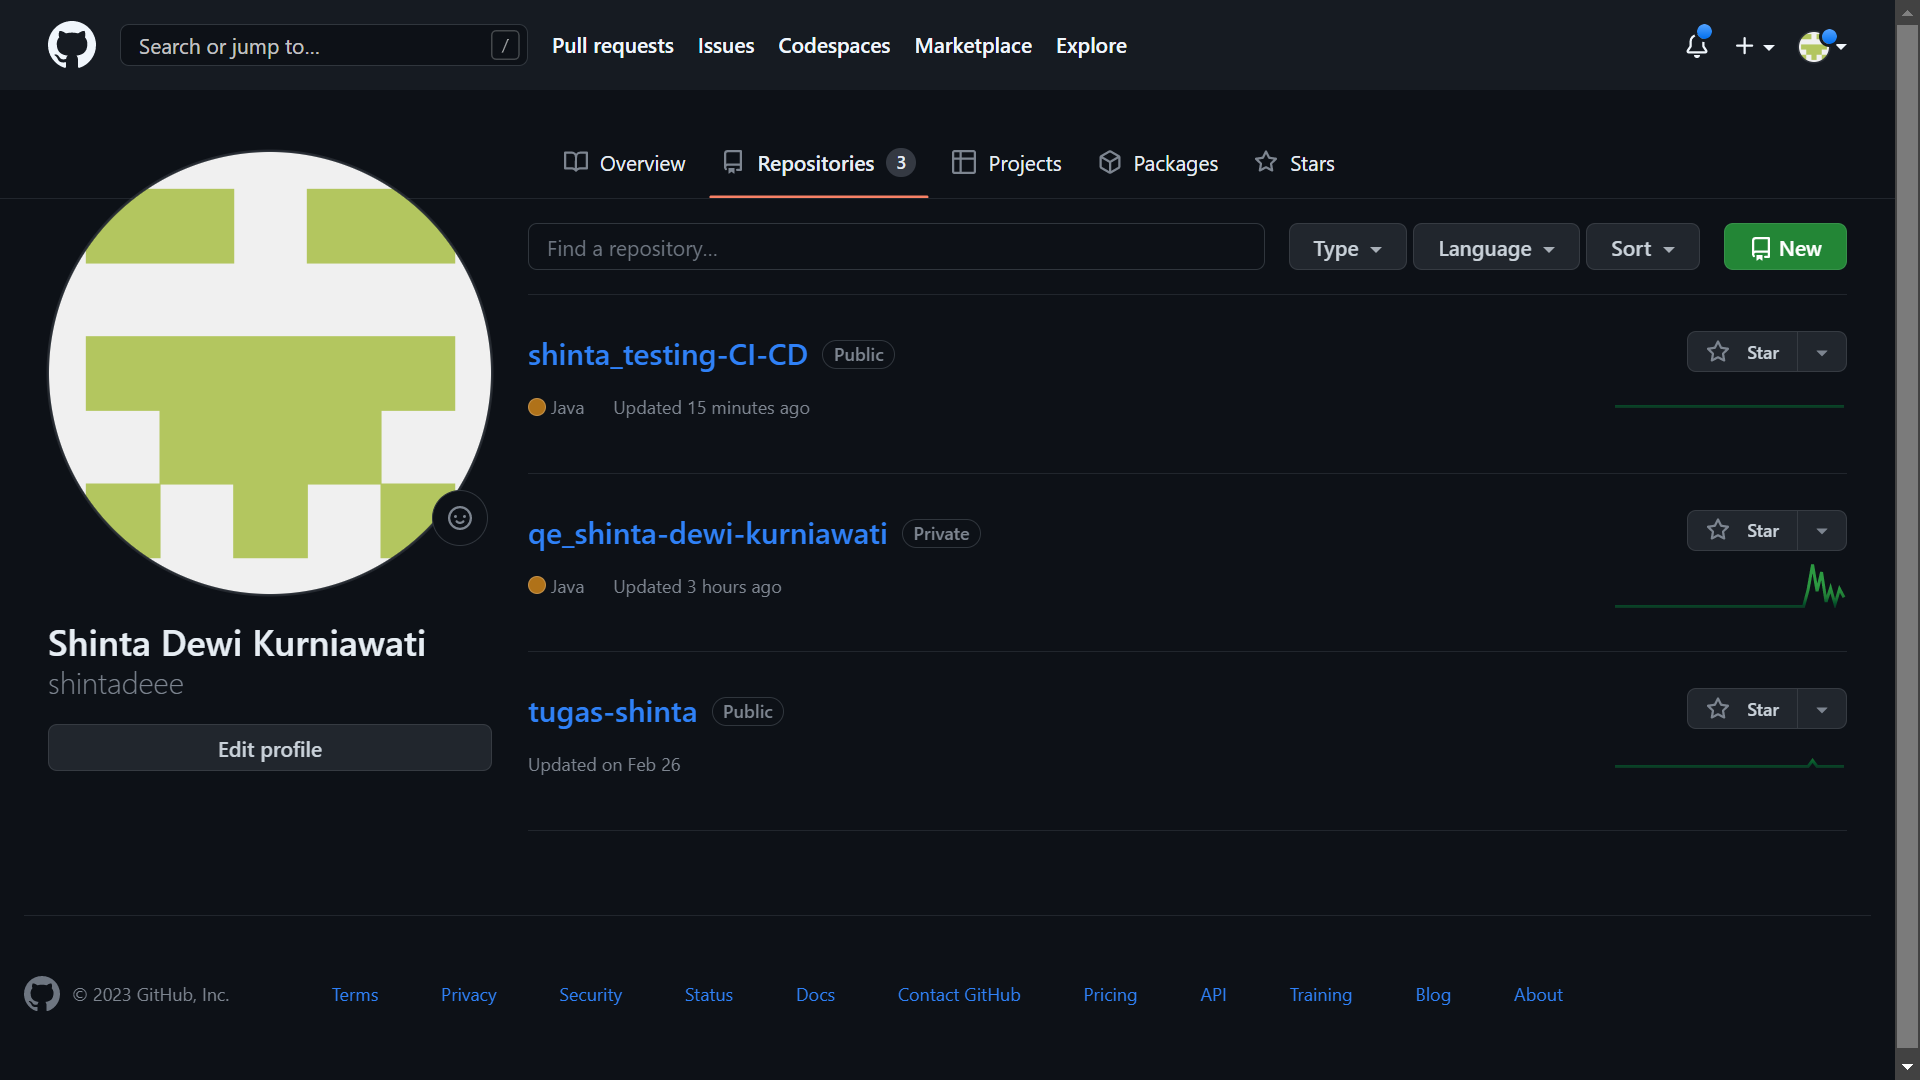 Search or jump to... /
Pull requests
Issues
Codespaces
Marketplace
Explore
Overview
Repositories 3
Projects
Packages
Stars
Find a repository...
Type
Language
Sort
New
shinta_testing-CI-CD Public
Star
Java Updated 15 minutes ago
qe_shinta-dewi-kurniawati Private
Star
Java Updated 3 hours ago
tugas-shinta Public
Star
Updated on Feb 26
Shinta Dewi Kurniawati
shintadeee
Edit profile
© 2023 GitHub, Inc.
Terms
Privacy
Security
Status
Docs
Contact GitHub
Pricing
API
Training
Blog
About